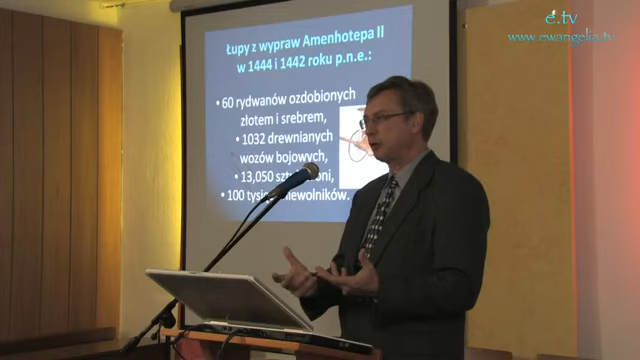 e.tv
www.ewangelia.tv
Łupy z wypraw Amenhotepa II
w 1444 i 1442 roku p.n.e.:
• 60 rydwanów ozdobionych
złotem i srebrem,
• 1032 drewnianych
wozów bojowych,
• 13,050 sztuk broni,
• 100 tysięcy niewolników.